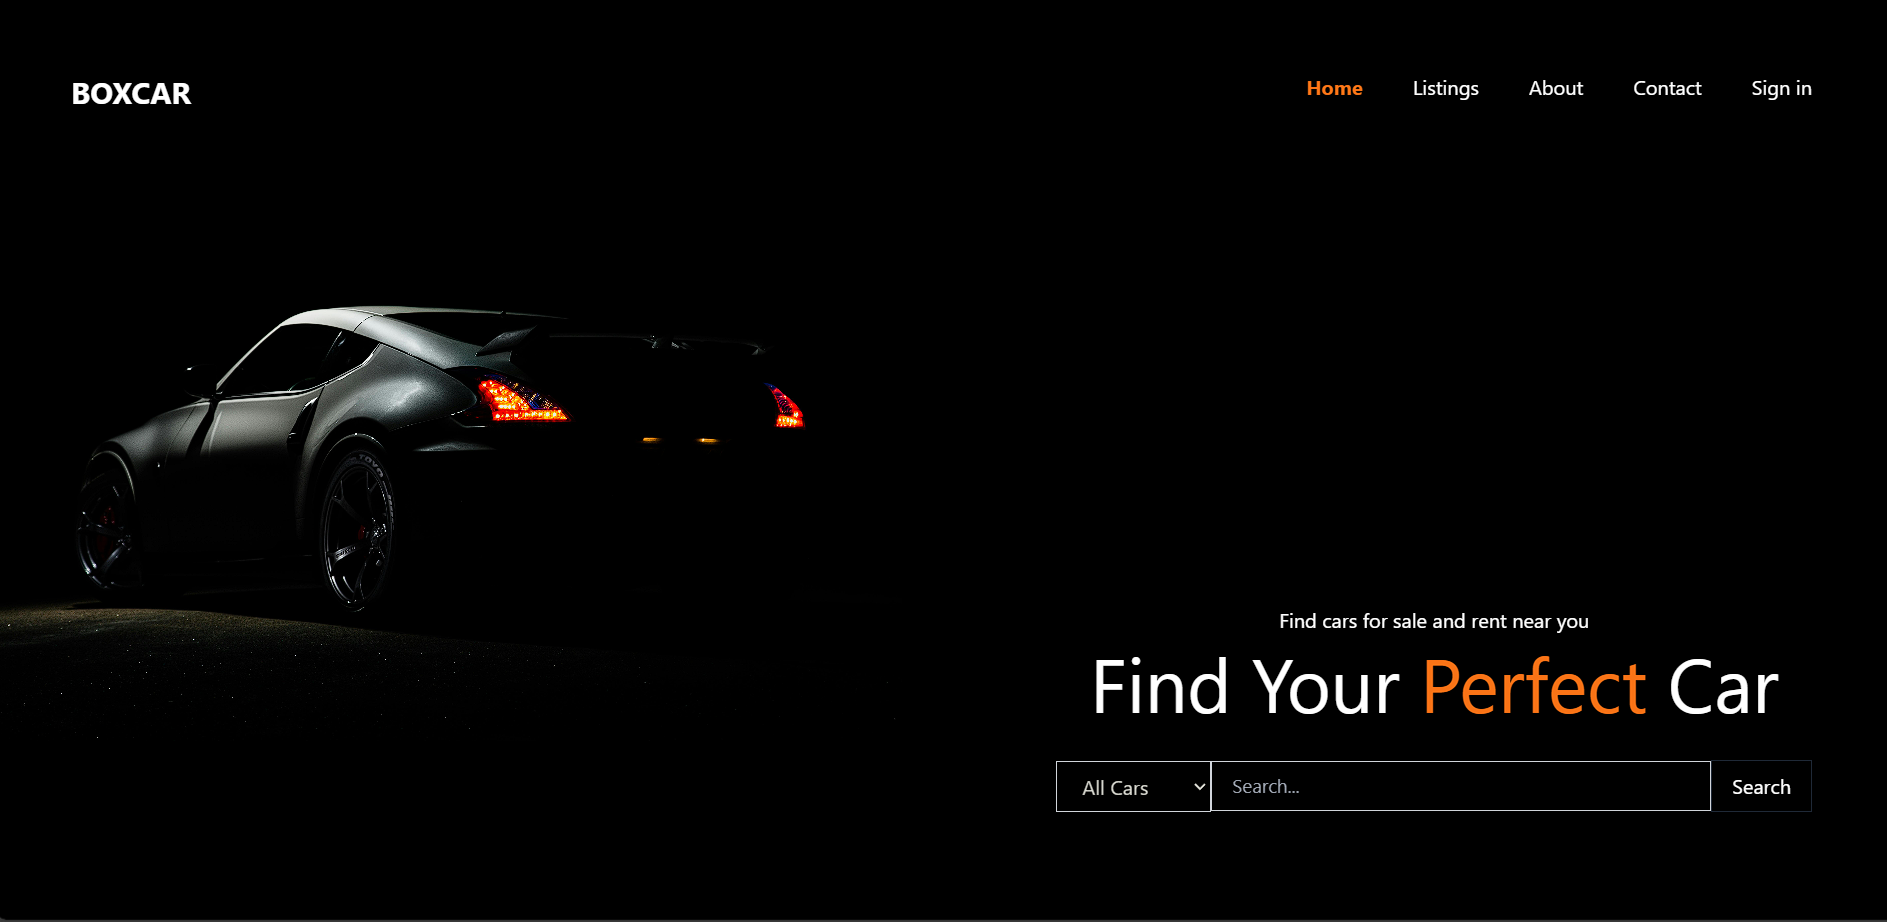 BOXCAR
Home Listings About Contact Sign in
TOYO
Find cars for sale and rent near you
Find Your Perfect Car
All Cars Search... Search